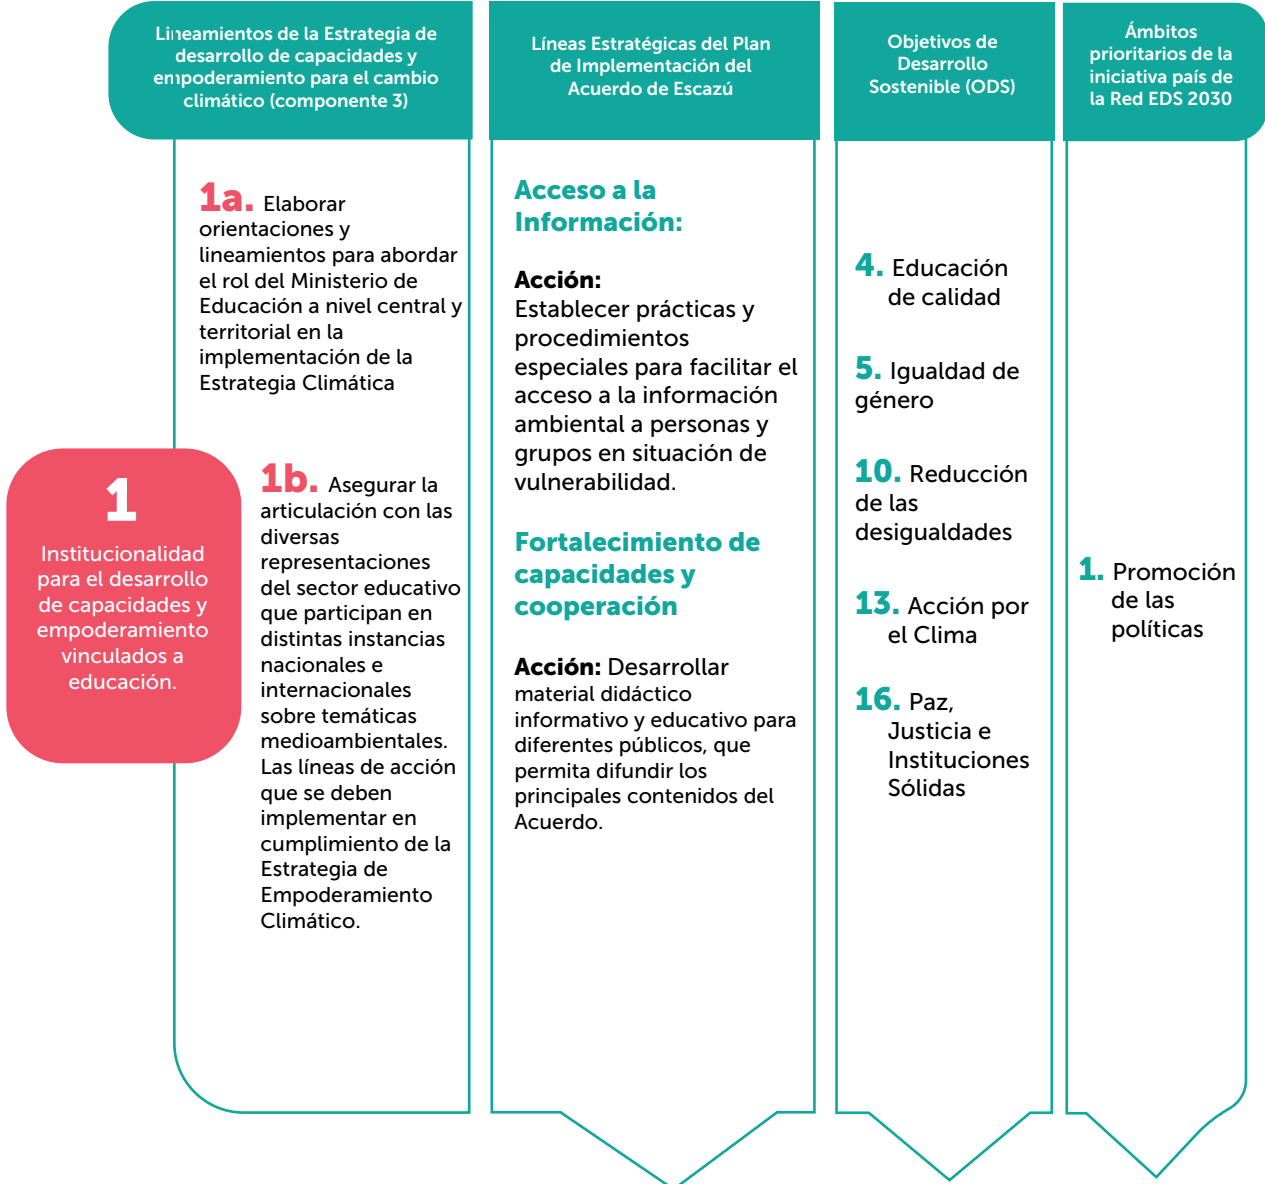 Lineamientos de la Estrategia de
desarrollo de capacidades y
empoderamiento para el cambio
climático (componente 3)
Líneas Estratégicas del Plan
de Implementación del
Acuerdo de Escazú
Objetivos de
Desarrollo
Sostenible (ODS)
Ámbitos
prioritarios de la
iniciativa país de
la Red EDS 2030
1
Institucionalidad
para el desarrollo
de capacidades y
empoderamiento
vinculados a
educación.
1a. Elaborar
orientaciones y
lineamientos para abordar
el rol del Ministerio de
Educación a nivel central y
territorial en la
implementación de la
Estrategia Climática
1b. Asegurar la
articulación con las
diversas
representaciones
del sector educativo
que participan en
distintas instancias
nacionales e
internacionales
sobre temáticas
medioambientales.
Las líneas de acción
que se deben
implementar en
cumplimiento de la
Estrategia de
Empoderamiento
Climático.
Acceso a la
Información:
Acción:
Establecer prácticas y
procedimientos
especiales para facilitar el
acceso a la información
ambiental a personas y
grupos en situación de
vulnerabilidad.
Fortalecimiento de
capacidades y
cooperación
Acción: Desarrollar
material didáctico
informativo y educativo para
diferentes públicos, que
permita difundir los
principales contenidos del
Acuerdo.
4. Educación
de calidad
5. Igualdad de
género
10. Reducción
de las
desigualdades
13. Acción por
el Clima
16. Paz,
Justicia e
Instituciones
Sólidas
1. Promoción
de las
políticas